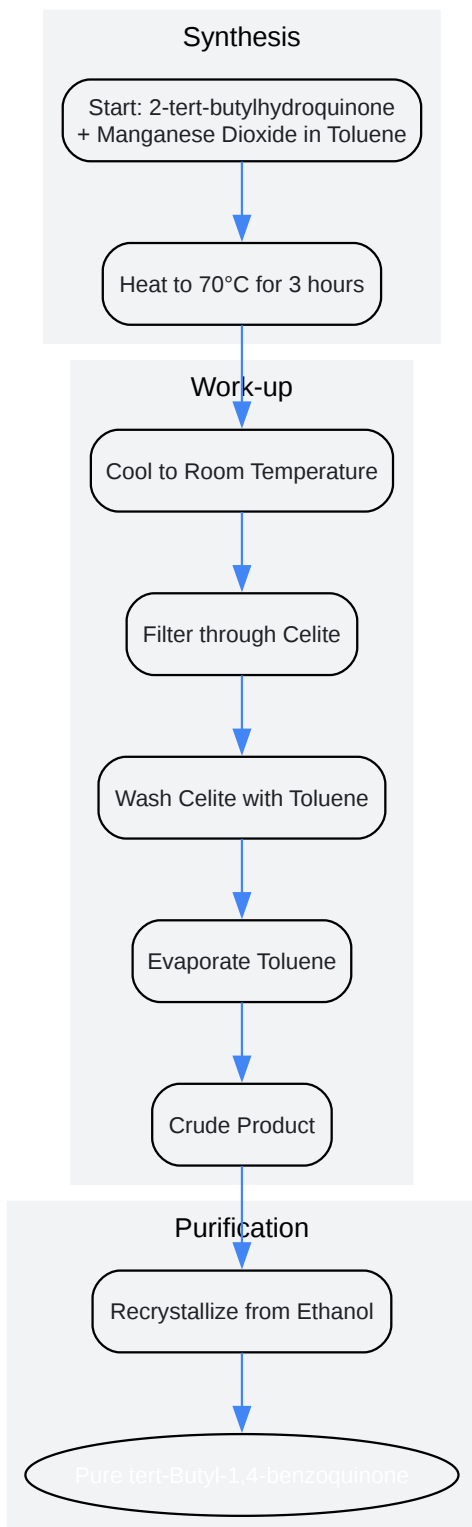 Synthesis
Start: 2-tert-butylhydroquinone
+ Manganese Dioxide in Toluene
Heat to 70°C for 3 hours
Work-up
Cool to Room Temperature
Filter through Celite
Wash Celite with Toluene
Evaporate Toluene
Crude Product
Purification
Recrystallize from Ethanol
Pure tert-Butyl-1,4-benzoquinone